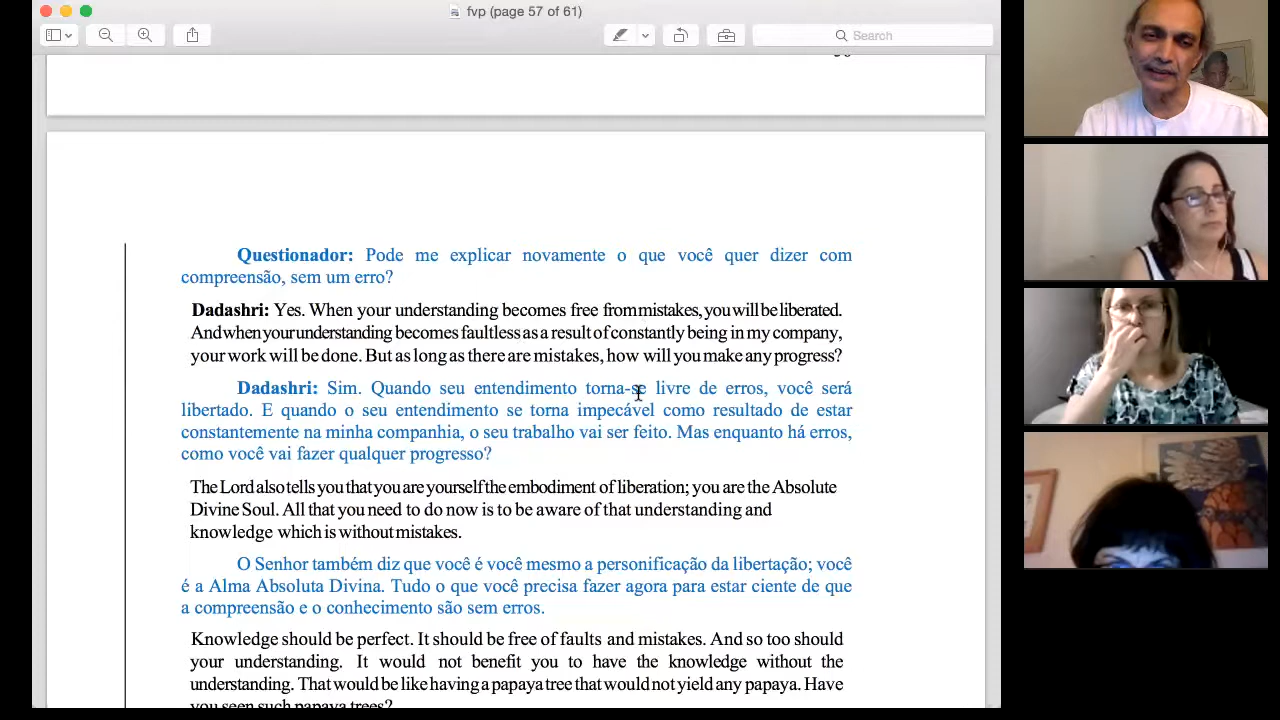 fvp (page 57 of 61)
Search
Questionador: Pode me explicar novamente o que você quer dizer com
compreensão, sem um erro?
Dadashri: Yes. When your understanding becomes free from mistakes, you will be liberated.
And when your understanding becomes faultless as a result of constantly being in my company,
your work will be done. But as long as there are mistakes, how will you make any progress?
Dadashri: Sim. Quando seu entendimento torna-se livre de erros, você será
libertado. E quando o seu entendimento se torna impecável como resultado de estar
constantemente na minha companhia, o seu trabalho vai ser feito. Mas enquanto há erros,
como você vai fazer qualquer progresso?
The Lord also tells you that you are yourself the embodiment of liberation; you are the Absolute
Divine Soul. All that you need to do now is to be aware of that understanding and
knowledge which is without mistakes.
O Senhor também diz que você é você mesmo a personificação da libertação; você
é a Alma Absoluta Divina. Tudo o que você precisa fazer agora para estar ciente de que
a compreensão e o conhecimento são sem erros.
Knowledge should be perfect. It should be free of faults and mistakes. And so too should
your understanding. It would not benefit you to have the knowledge without the
understanding. That would be like having a papaya tree that would not yield any papaya. Have
you seen such papaya trees?